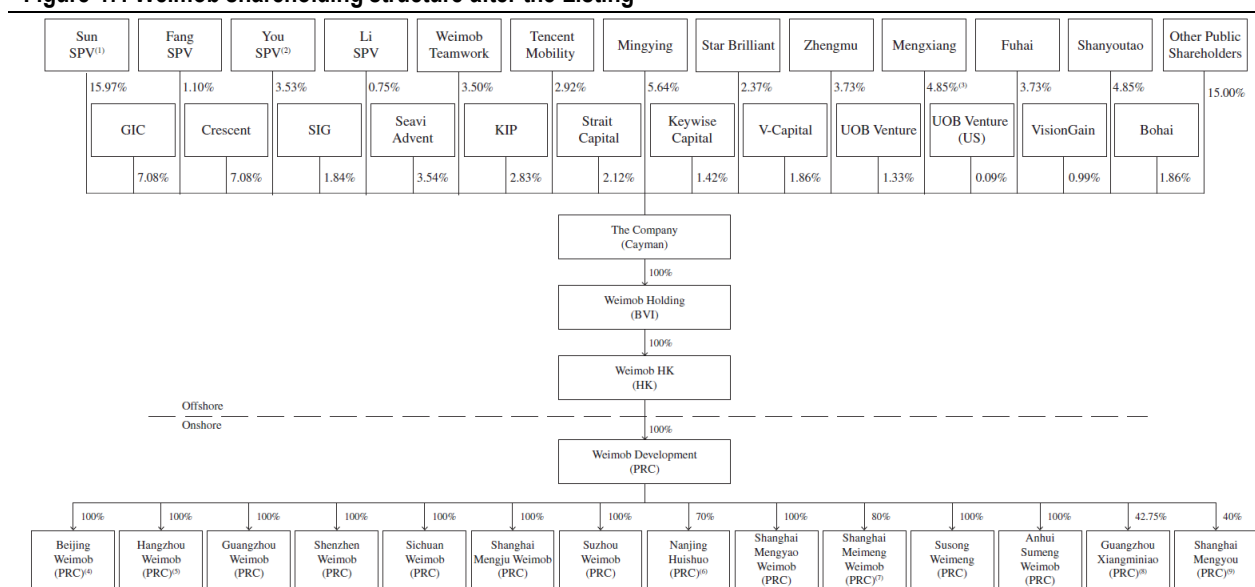 Figure 1.1 Weimob shareholding structure after the Listing
Sun
SPV(1)
Fang
SPV
You
SPV(2)
Li
SPV
Weimob
Teamwork
Tencent
Mobility
Mingying
Star Brilliant
Zhengmu
Mengxiang
Fuhai
Shanyoutao
Other Public
Shareholders
15.97%
1.10%
3.53%
0.75%
3.50%
2.92%
5.64%
2.37%
3.73%
4.85%(3)
3.73%
4.85%
15.00%
GIC
Crescent
SIG
Seavi
Advent
KIP
Strait
Capital
Keywise
Capital
V-Capital
UOB Venture
UOB Venture
(US)
VisionGain
Bohai
7.08%
7.08%
1.84%
3.54%
2.83%
2.12%
1.42%
1.86%
1.33%
0.09%
0.99%
1.86%
The Company
(Cayman)
100%
Weimob Holding
(BVI)
100%
Weimob HK
(HK)
Offshore
Onshore
100%
Weimob Development
(PRC)
100%
100%
100%
100%
100%
100%
100%
70%
100%
80%
100%
100%
42.75%
40%
Beijing
Weimob
(PRC)(4)
Hangzhou
Weimob
(PRC)(5)
Guangzhou
Weimob
(PRC)
Shenzhen
Weimob
(PRC)
Sichuan
Weimob
(PRC)
Shanghai
Mengju Weimob
(PRC)
Suzhou
Weimob
(PRC)
Nanjing
Huishuo
(PRC)(6)
Shanghai
Mengyao
Weimob
(PRC)
Shanghai
Meimeng
Weimob
(PRC)(7)
Susong
Weimeng
(PRC)
Anhui
Sumeng
Weimob
(PRC)
Guangzhou
Xiangminiao
(PRC)(8)
Shanghai
Mengyou
(PRC)(9)